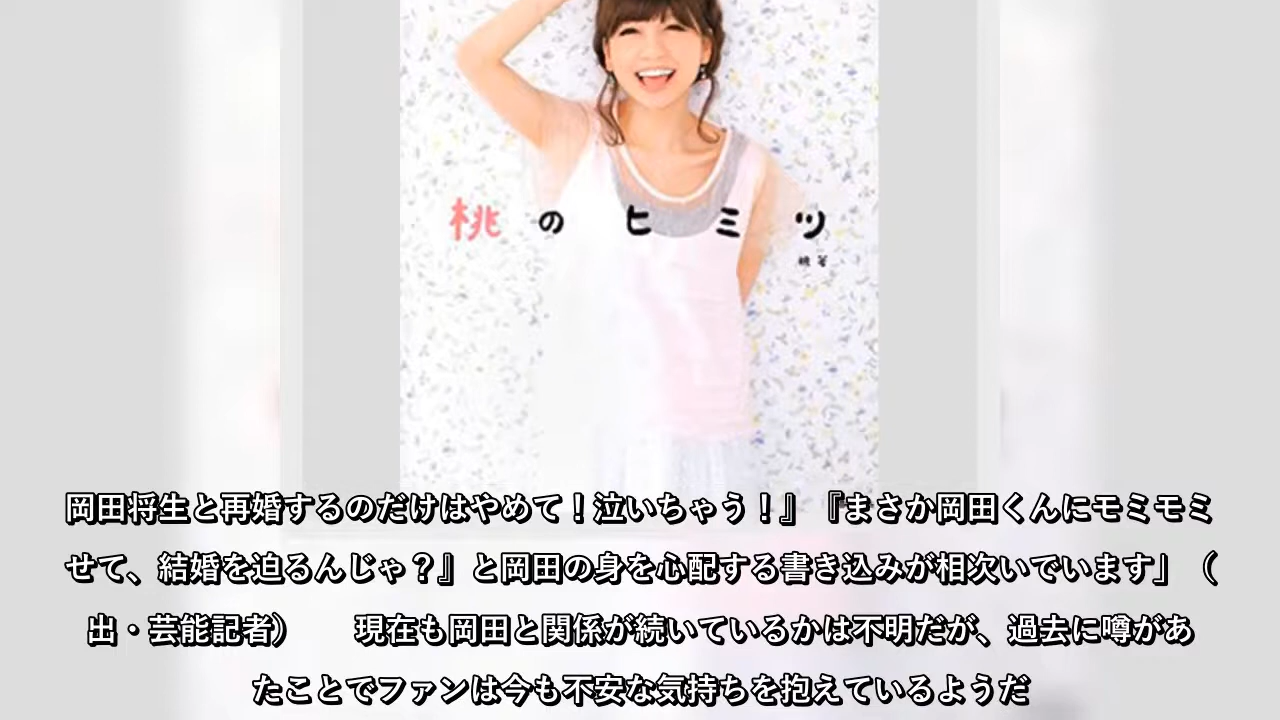 桃のヒミツ
桃 著
岡田将生と再婚するのだけはやめて！泣いちゃう！』『まさか岡田くんにモミモミ
せて、結婚を迫るんじゃ？』と岡田の身を心配する書き込みが相次いでいます」（
出・芸能記者）　　現在も岡田と関係が続いているかは不明だが、過去に噂があ
たことでファンは今も不安な気持ちを抱えているようだ